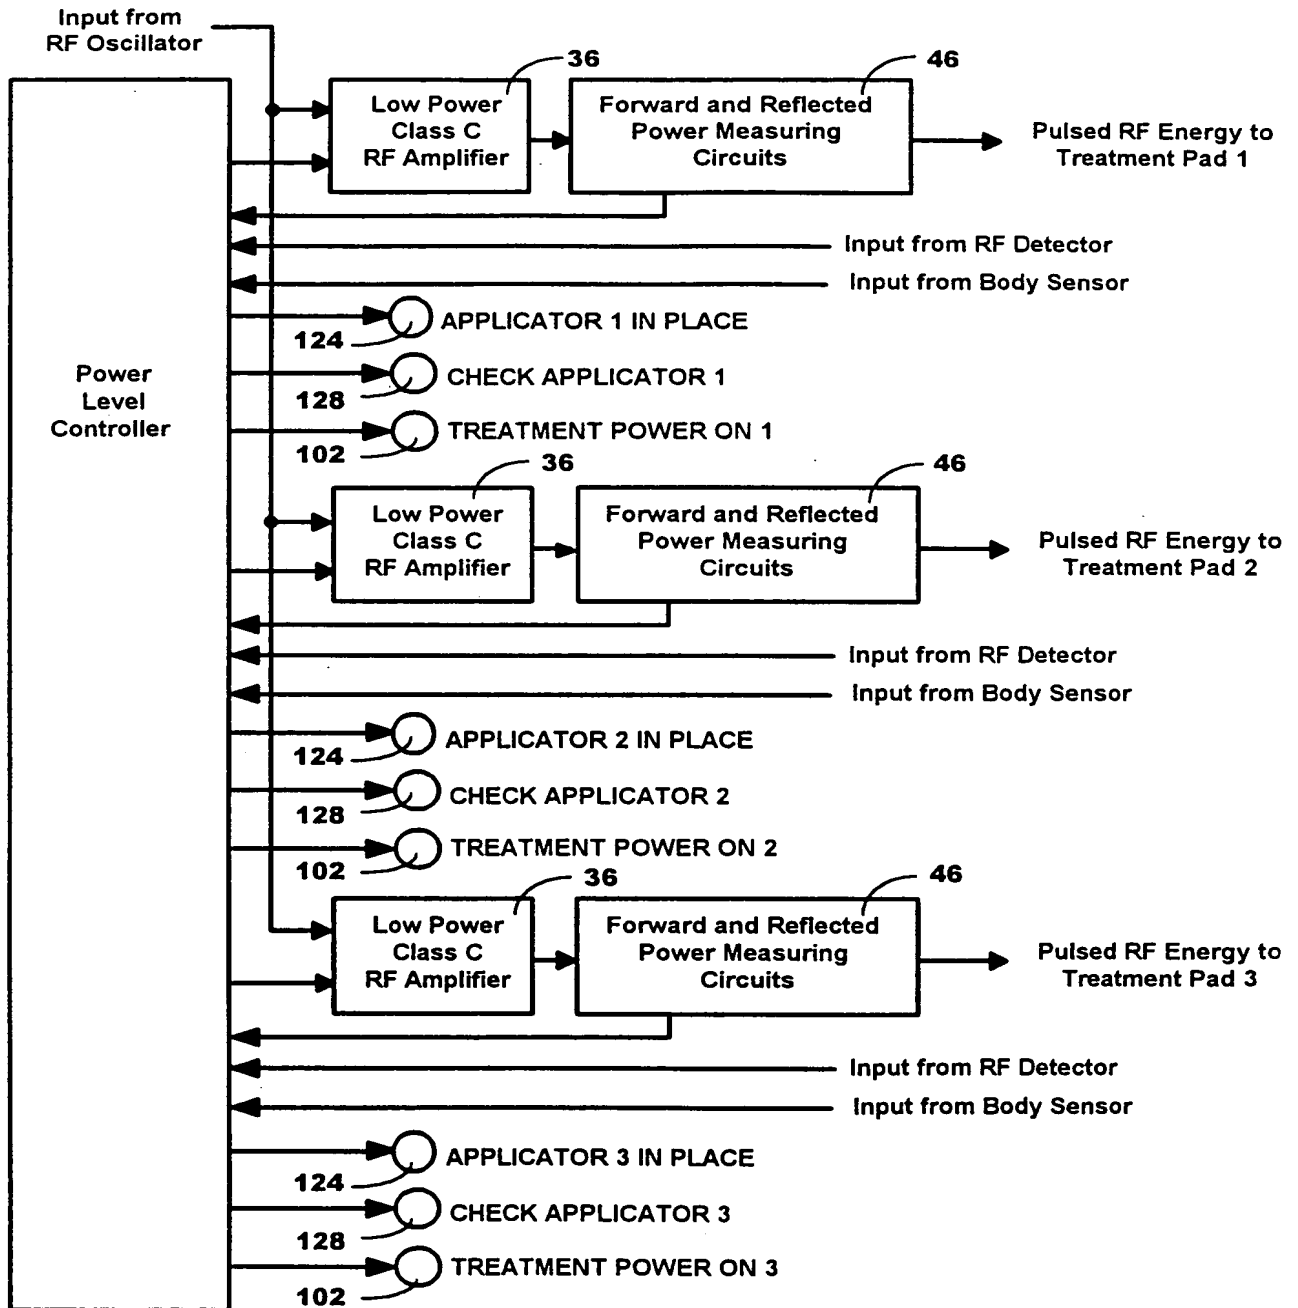 Input from
RF Oscillator
36
46
Low Power
Class C
RF Amplifier
Forward and Reflected
Power Measuring
Circuits
Pulsed RF Energy to
Treatment Pad 1
Input from RF Detector
Input from Body Sensor
124
APPLICATOR 1 IN PLACE
Power
Level
Controller
128
CHECK APPLICATOR 1
102
TREATMENT POWER ON 1
36
46
Low Power
Class C
RF Amplifier
Forward and Reflected
Power Measuring
Circuits
Pulsed RF Energy to
Treatment Pad 2
Input from RF Detector
Input from Body Sensor
124
APPLICATOR 2 IN PLACE
128
CHECK APPLICATOR 2
102
TREATMENT POWER ON 2
36
46
Low Power
Class C
RF Amplifier
Forward and Reflected
Power Measuring
Circuits
Pulsed RF Energy to
Treatment Pad 3
Input from RF Detector
Input from Body Sensor
124
APPLICATOR 3 IN PLACE
128
CHECK APPLICATOR 3
102
TREATMENT POWER ON 3